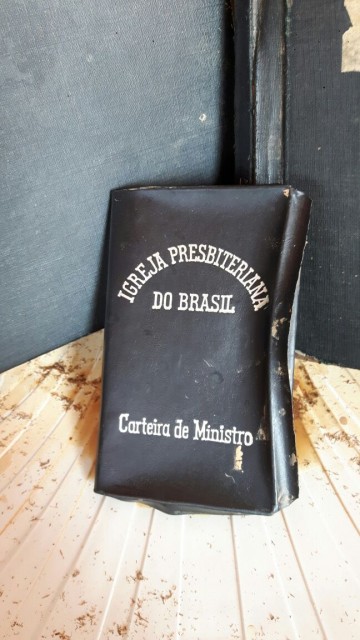 IGREJA PRESBITERIANA
DO BRASIL
Carteira de Ministro